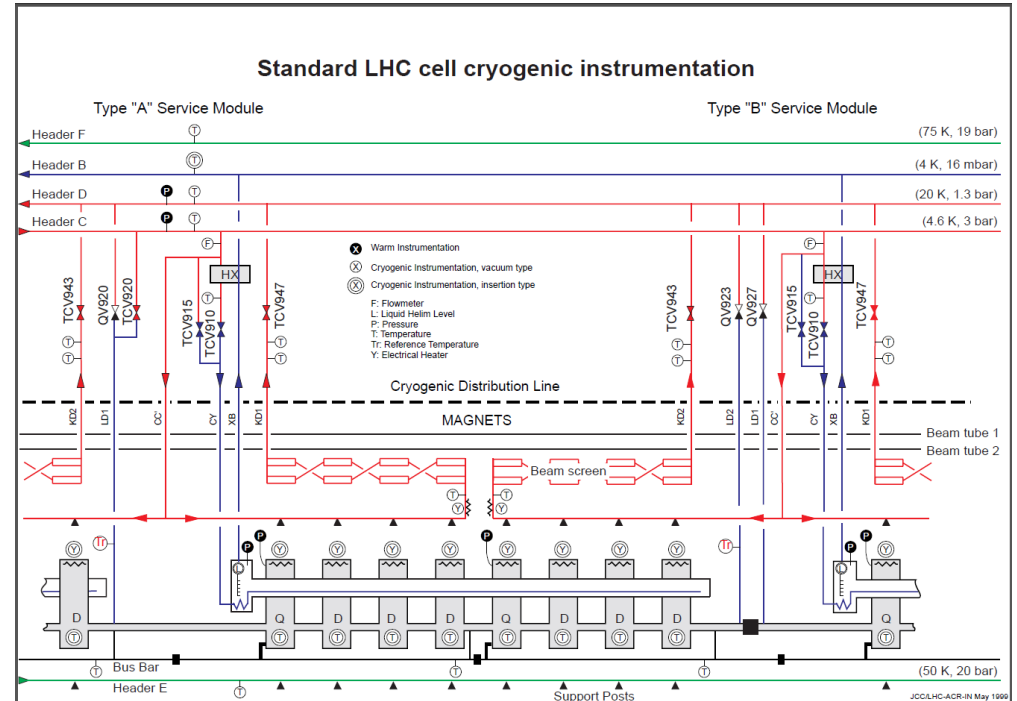 Standard LHC cell cryogenic instrumentation
Type "A" Service Module
Type "B" Service Module
Header F
T
(75 K, 19 bar)
Header B
T
(4 K, 16 mbar)
Header D
P
T
(20 K, 1.3 bar)
Header C
P
T
(4.6 K, 3 bar)
F
F
X Warm Instrumentation
X Cryogenic Instrumentation, vacuum type
X Cryogenic Instrumentation, insertion type
F: Flowmeter
L: Liquid Helim Level
P: Pressure
T: Temperature
Tr: Reference Temperature
Y: Electrical Heater
HX
HX
T
T
TCV943
QV920
TCV920
TCV915
TCV910
TCV947
TCV943
QV923
QV927
TCV915
TCV910
TCV947
T
T
T
T
T
T
T
T
Cryogenic Distribution Line
KD2
LD1
CC'
CY
XB
KD1
MAGNETS
KD2
LD2
LD1
CC'
CY
XB
KD1
Beam tube 1
Beam tube 2
Beam screen
T
Y
T
Y
Tr
Tr
P
P
P
P
P
Y
Y
Y
Y
Y
Y
Y
Y
Y
Y
L
L
D
Q
D
D
D
Q
D
D
D
Q
T
T
T
T
T
T
T
T
T
T
Bus Bar
T
T
T
Header E
T
(50 K, 20 bar)
Support Posts
JCC/LHC-ACR-IN May 1999